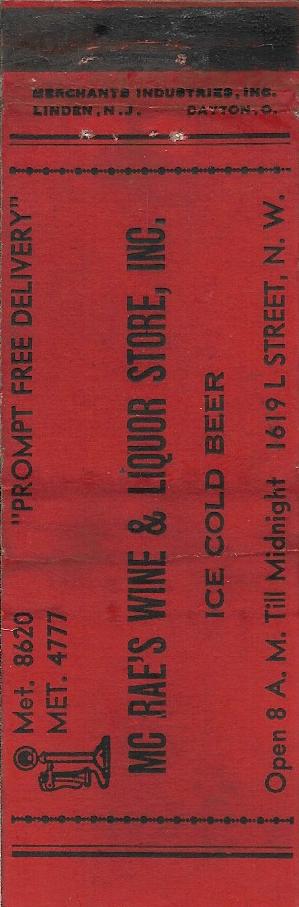 MERCHANTS INDUSTRIES, INC.
LINDEN, N.J. DAYTON, O.
Met. 8620 "PROMPT FREE DELIVERY"
MET. 4777
MC RAE'S WINE & LIQUOR STORE, INC.
ICE COLD BEER
Open 8 A. M. Till Midnight 1619 L STREET, N. W.